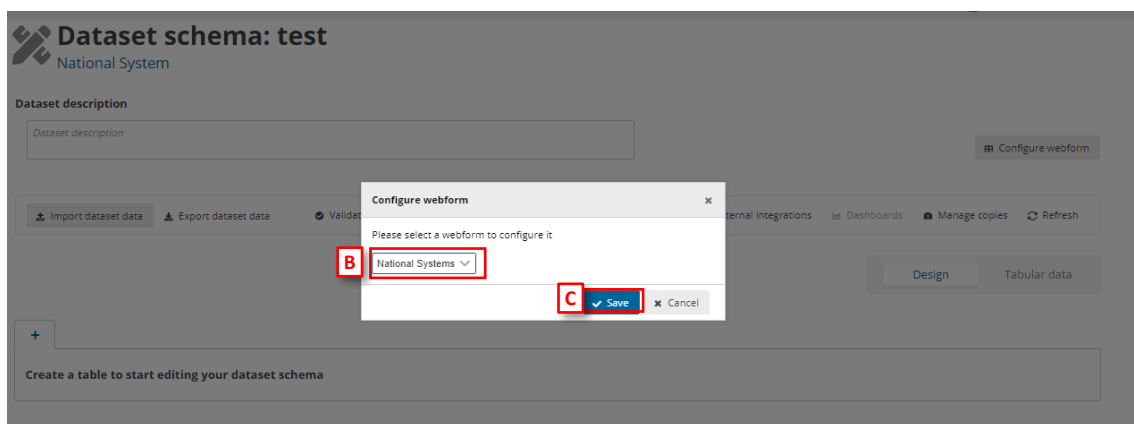 Dataset schema: test
National System
Dataset description
Dataset description
Configure webform
Configure webform
Import dataset data Export dataset data Validat ternal integrations Dashboards Manage copies Refresh
Please select a webform to configure it
B National Systems
Design Tabular data
C Save Cancel
+
Create a table to start editing your dataset schema